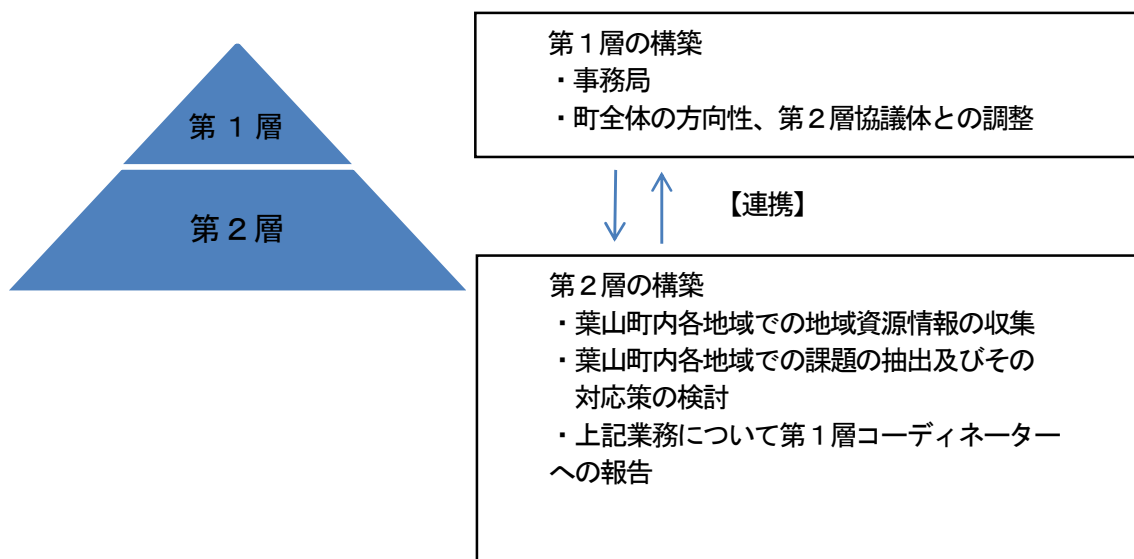 第１層
第２層
第１層の構築
・事務局
・町全体の方向性、第２層協議体との調整
【連携】
第２層の構築
・葉山町内各地域での地域資源情報の収集
・葉山町内各地域での課題の抽出及びその
対応策の検討
・上記業務について第１層コーディネーター
への報告